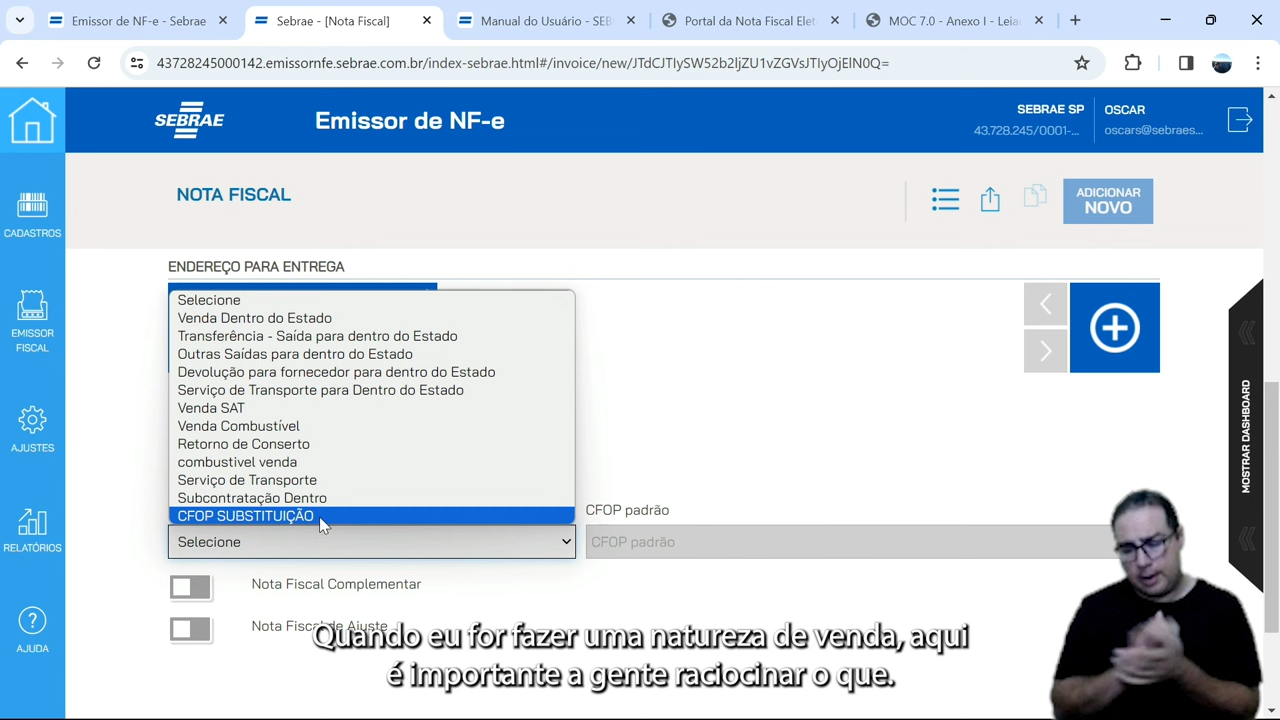 Emissor de NF-e - Sebrae
Sebrae - [Nota Fiscal]
Manual do Usuário - SEB
Portal da Nota Fiscal Elet
MOC 7.0 - Anexo I - Leia
43728245000142.emissornfe.sebrae.com.br/index-sebrae.html#/invoice/new/JTdCJTIySW52b2ljZU1vZGVsJTIyOjElN0Q=
SEBRAE
Emissor de NF-e
SEBRAE SP
43.728.245/0001-...
OSCAR
oscars@sebraes...
NOTA FISCAL
ADICIONAR
NOVO
CADASTROS
EMISSOR
FISCAL
AJUSTES
RELATÓRIOS
AJUDA
ENDEREÇO PARA ENTREGA
Selecione
Venda Dentro do Estado
Transferência - Saída para dentro do Estado
Outras Saídas para dentro do Estado
Devolução para fornecedor para dentro do Estado
Serviço de Transporte para Dentro do Estado
Venda SAT
Venda Combustível
Retorno de Conserto
combustivel venda
Serviço de Transporte
Subcontratação Dentro
CFOP SUBSTITUIÇÃO
Selecione
CFOP padrão
CFOP padrão
MOSTRAR DASHBOARD
Nota Fiscal Complementar
Nota Fiscal de Ajuste
Quando eu for fazer uma natureza de venda, aqui
é importante a gente raciocinar o que.